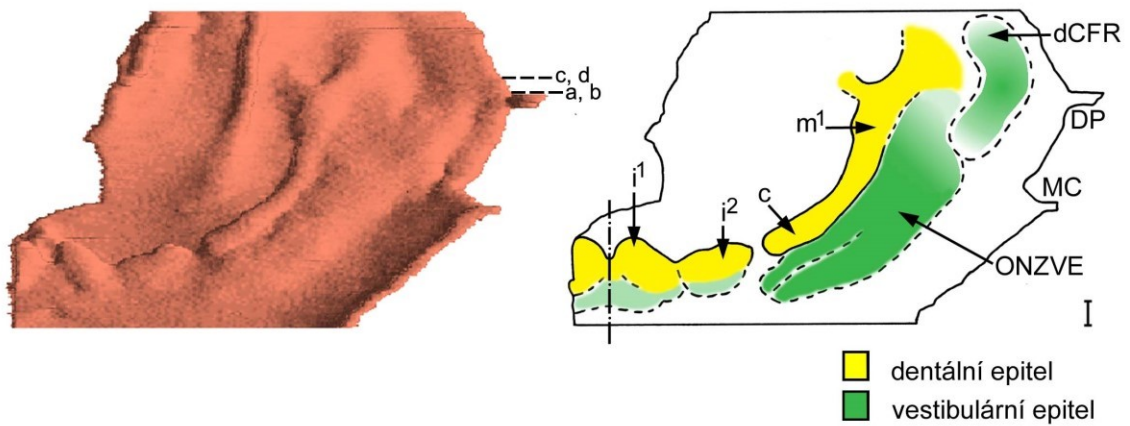 c, d
a, b
dCFR
DP
m1
MC
i1
i2
c
ONZVE
I
dentální epitel
vestibulární epitel